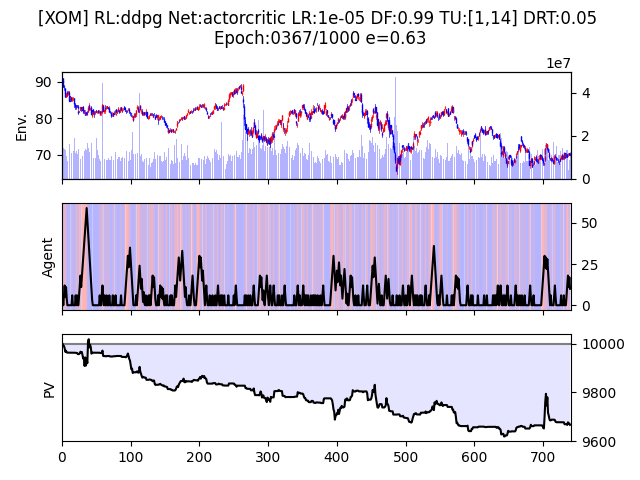 [XOM] RL:ddpg Net:actorcritic LR:1e-05 DF:0.99 TU:[1,14] DRT:0.05
Epoch:0367/1000 e=0.63
1e7
Env.
90
80
70
4
2
0
Agent
50
25
0
PV
10000
9800
9600
0 100 200 300 400 500 600 700